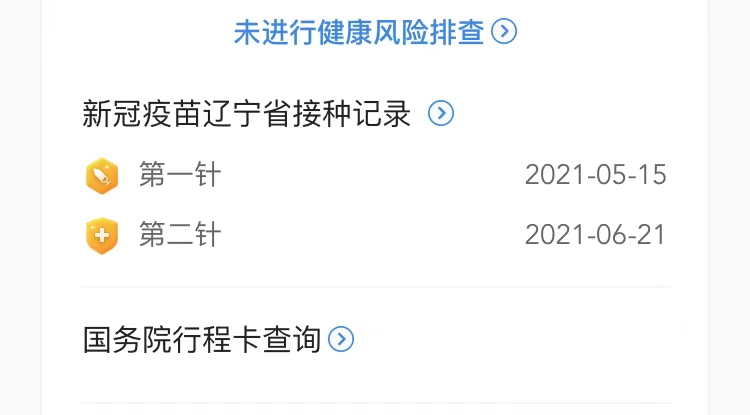 未进行健康风险排查
新冠疫苗辽宁省接种记录
第一针 2021-05-15
第二针 2021-06-21
国务院行程卡查询